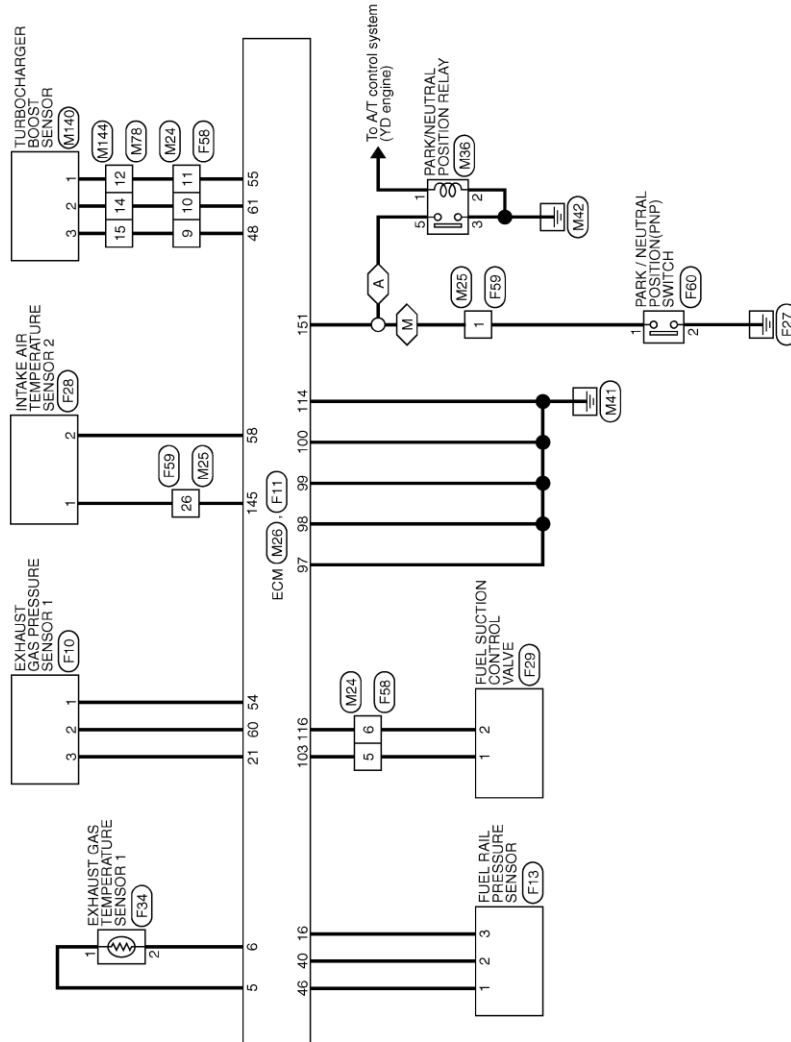 TURBOCHARGER
BOOST
SENSOR
M140
1
2
3
M144
M78
12
14
15
M24
F58
11
10
9
55
61
48
INTAKE AIR
TEMPERATURE
SENSOR 2
F28
2
1
F59
M25
26
58
145
EXHAUST
GAS PRESSURE
SENSOR 1
F10
1
2
3
54
60
21
EXHAUST GAS
TEMPERATURE
SENSOR 1
F34
1
2
6
5
ECM M26 , F11
151
114
100
99
98
97
M41
116
103
M24
F58
6
5
2
1
FUEL SUCTION
CONTROL
VALVE
F29
16
40
46
3
2
1
FUEL RAIL
PRESSURE
SENSOR
F13
To A/T control system
(YD engine)
PARK/NEUTRAL
POSITION RELAY
M36
1
5
2
3
M42
A
M
M25
F59
1
PARK / NEUTRAL
POSITION(PNP)
SWITCH
F60
1
2
F27